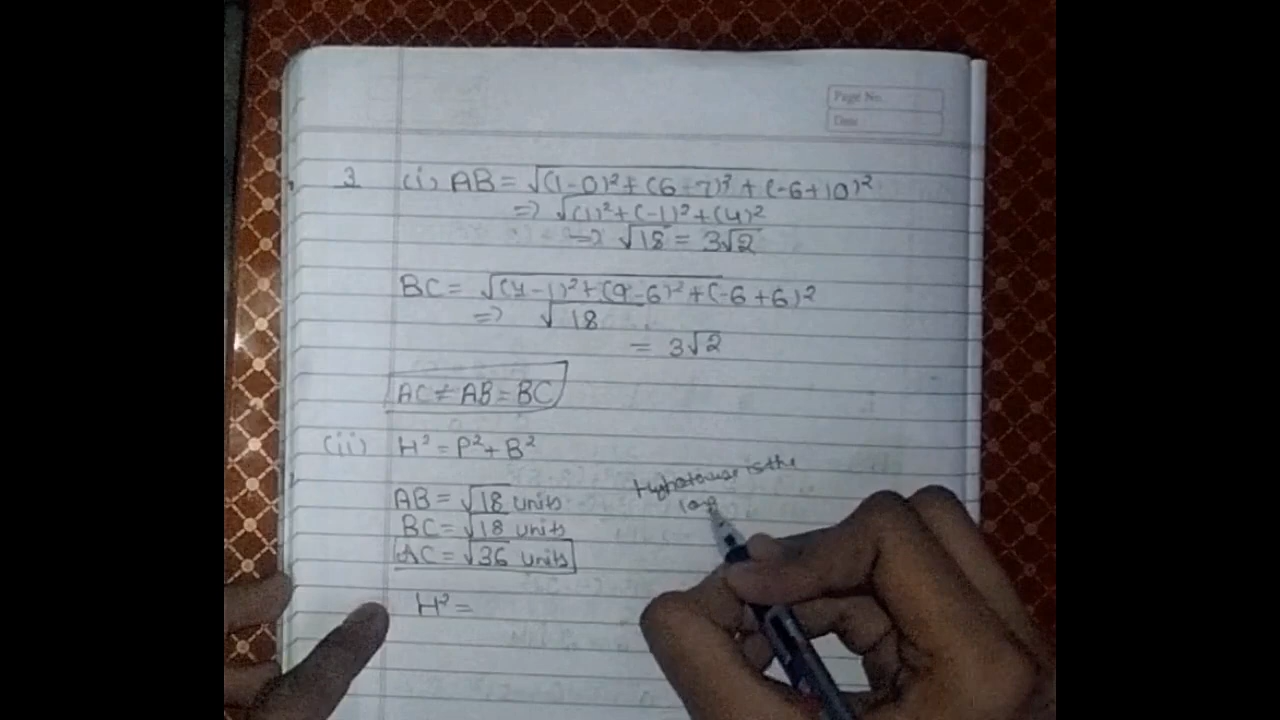 Page No.
Date
3 (i) AB = √(1-0)²+(6-7)²+(-6+10)²
=> √(1)²+(-1)²+(4)²
=> √18 = 3√2
BC = √(4-1)²+(9-6)²+(-6+6)²
=> √18
= 3√2
AC ≠ AB = BC
(ii) H² = P² + B²
AB = √18 units
BC = √18 units
AC = √36 units
H² =
is the